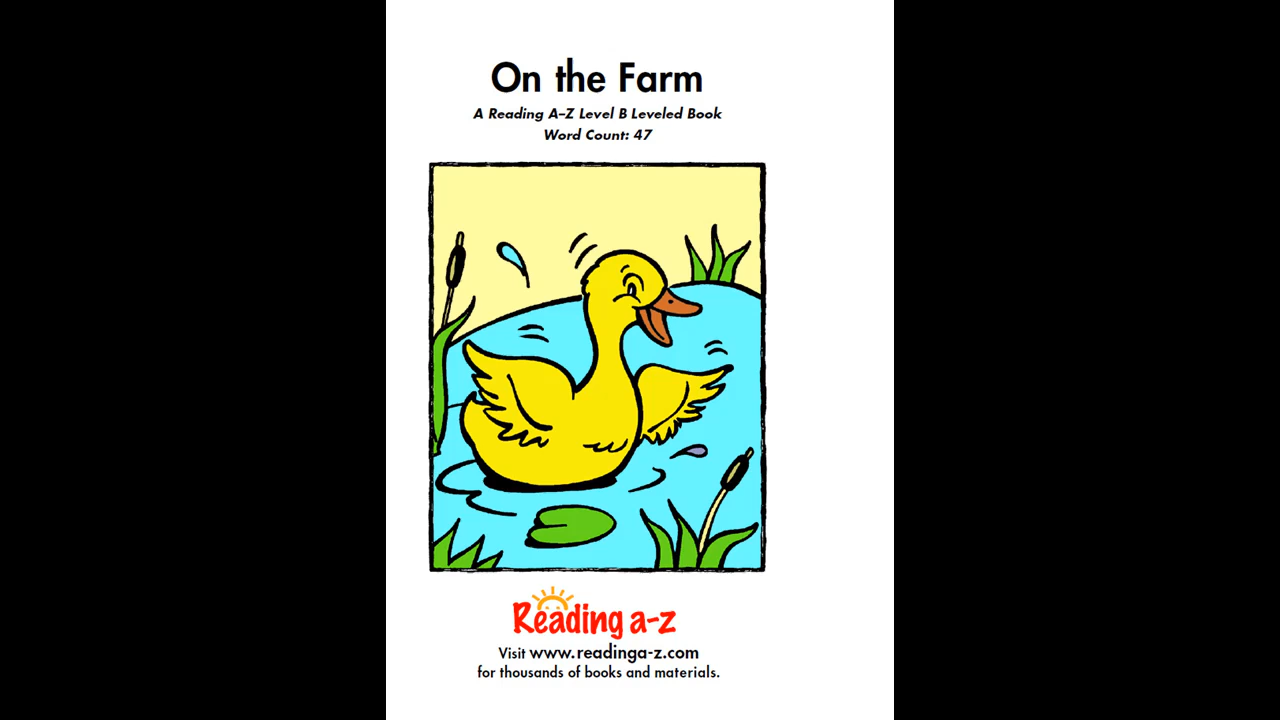 On the Farm
A Reading A–Z Level B Leveled Book
Word Count: 47
Reading a-z
Visit www.readinga-z.com
for thousands of books and materials.